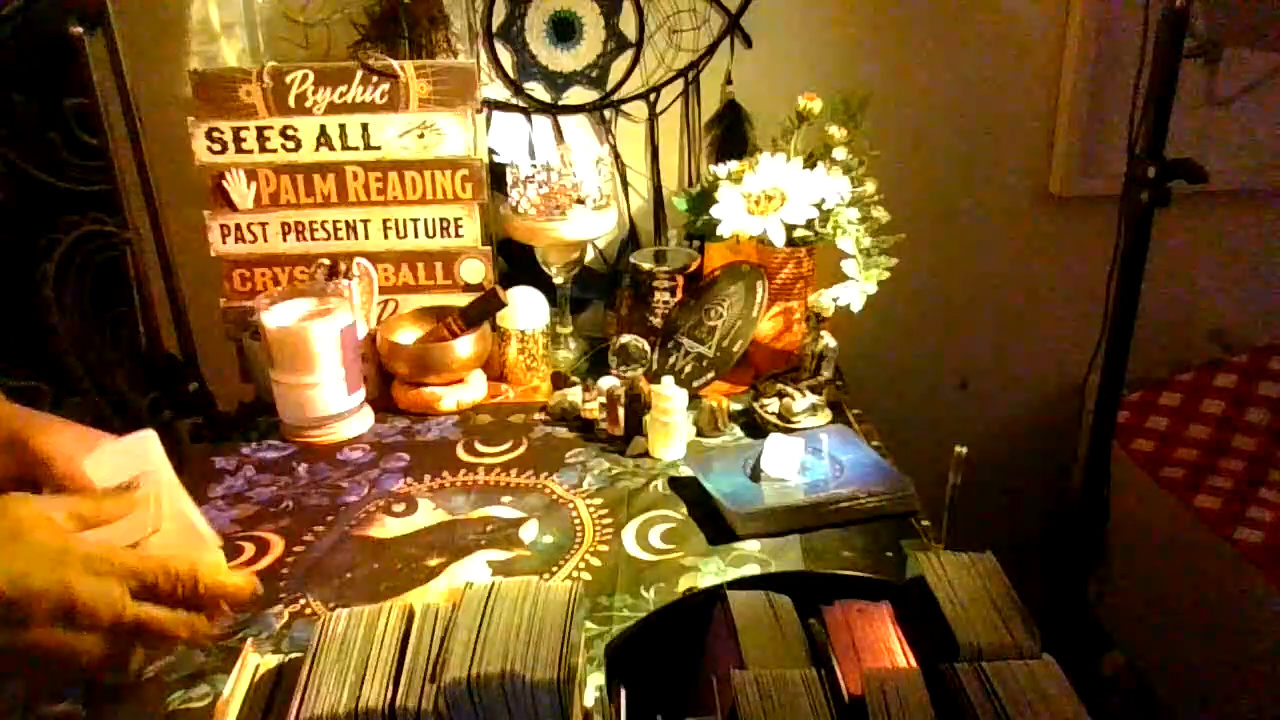 Psychic
SEES ALL
PALM READING
PAST PRESENT FUTURE
CRYSTAL BALL